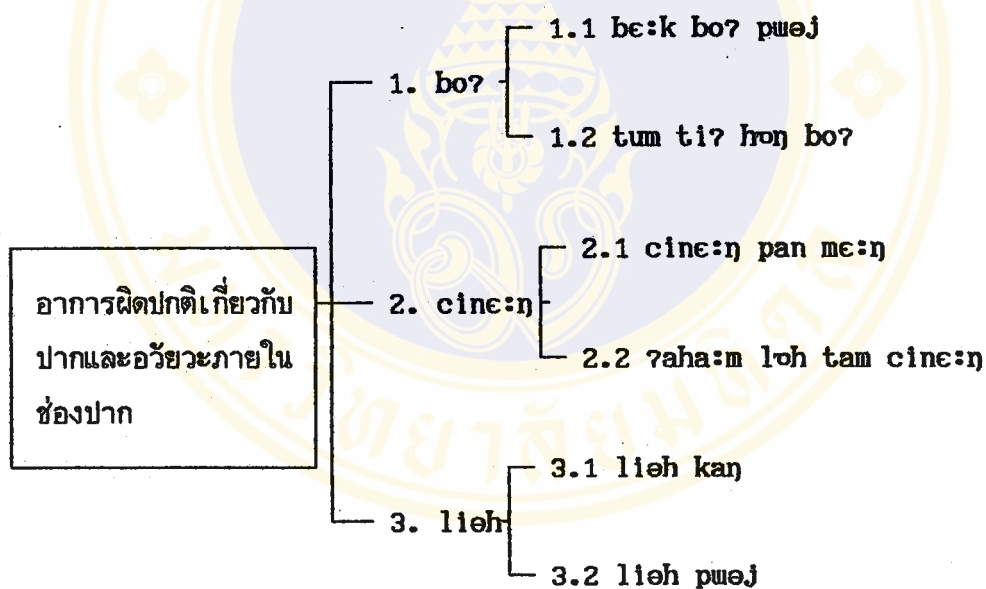 1.1 bɛ:k boʔ pɯəj
1. boʔ
1.2 tum tiʔ hɒŋ boʔ
2.1 cinɛ:ŋ pan mɛ:ŋ
อาการผิดปกติเกี่ยวกับ
ปากและอวัยวะภายใน
ช่องปาก
2. cinɛ:ŋ
2.2 ʔaha:m lɒh tam cinɛ:ŋ
3.1 liəh kaŋ
3. liəh
3.2 liəh pɯəj